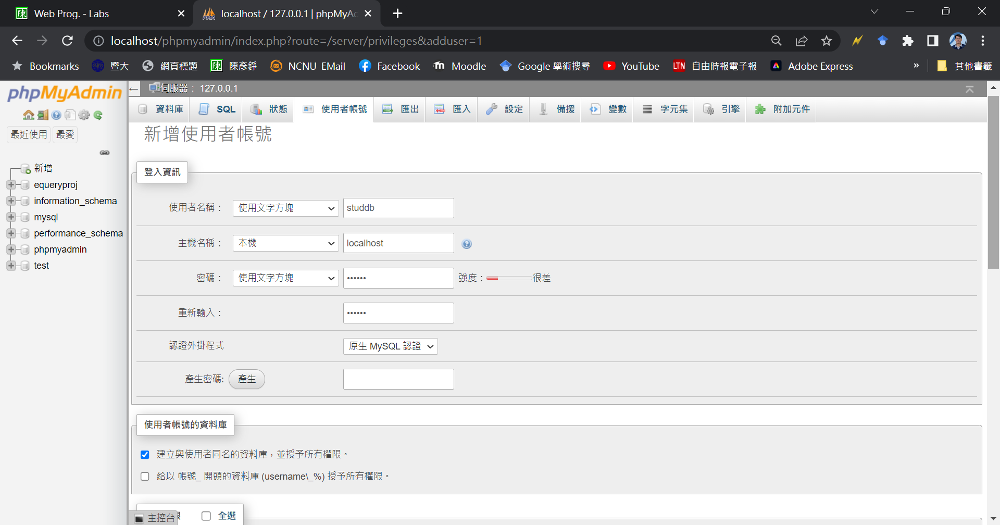 陳 Web Prog. - Labs
localhost / 127.0.0.1 | phpMyAd
localhost/phpmyadmin/index.php?route=/server/privileges&adduser=1
Bookmarks 暨大 網頁標題 陳 陳彥錚 NCNU EMail Facebook Moodle Google 學術搜尋 YouTube LTN 自由時報電子報 Adobe Express » 其他書籤
phpMyAdmin
最近使用 最愛
新增
equeryproj
information_schema
mysql
performance_schema
phpmyadmin
test
伺服器： 127.0.0.1
資料庫 SQL 狀態 使用者帳號 匯出 匯入 設定 備援 變數 字元集 引擎 附加元件
新增使用者帳號
登入資訊
使用者名稱： 使用文字方塊 studdb
主機名稱： 本機 localhost
密碼： 使用文字方塊 •••••• 強度： 很差
重新輸入： ••••••
認證外掛程式 原生 MySQL 認證
產生密碼: 產生
使用者帳號的資料庫
建立與使用者同名的資料庫，並授予所有權限。
給以 帳號_ 開頭的資料庫 (username\_%) 授予所有權限。
主控台 全選